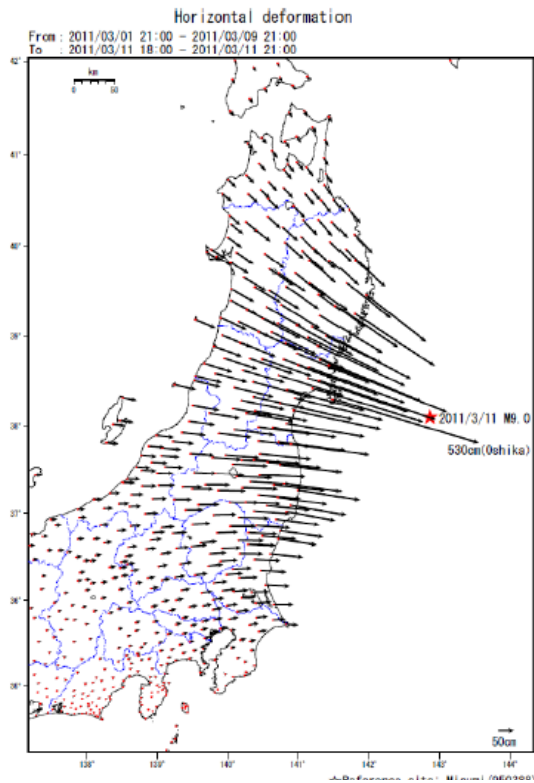 Horizontal deformation
From : 2011/03/01 21:00 - 2011/03/09 21:00
To : 2011/03/11 18:00 - 2011/03/11 21:00
42°
km
0 50
41°
40°
39°
2011/3/11 M9.0
38°
530cm(Oshika)
37°
36°
35°
50cm
138° 139° 140° 141° 142° 143° 144°
☆Reference site: Misumi(950388)